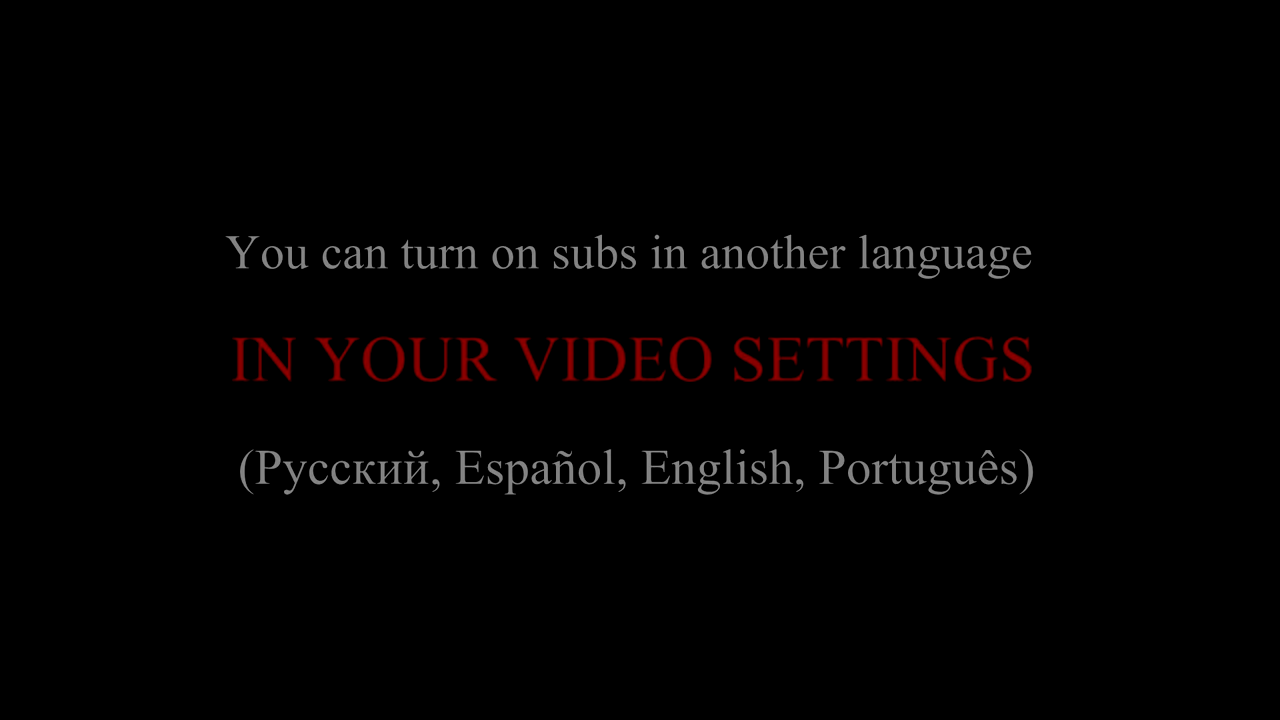 You can turn on subs in another language
IN YOUR VIDEO SETTINGS
(Русский, Español, English, Português)